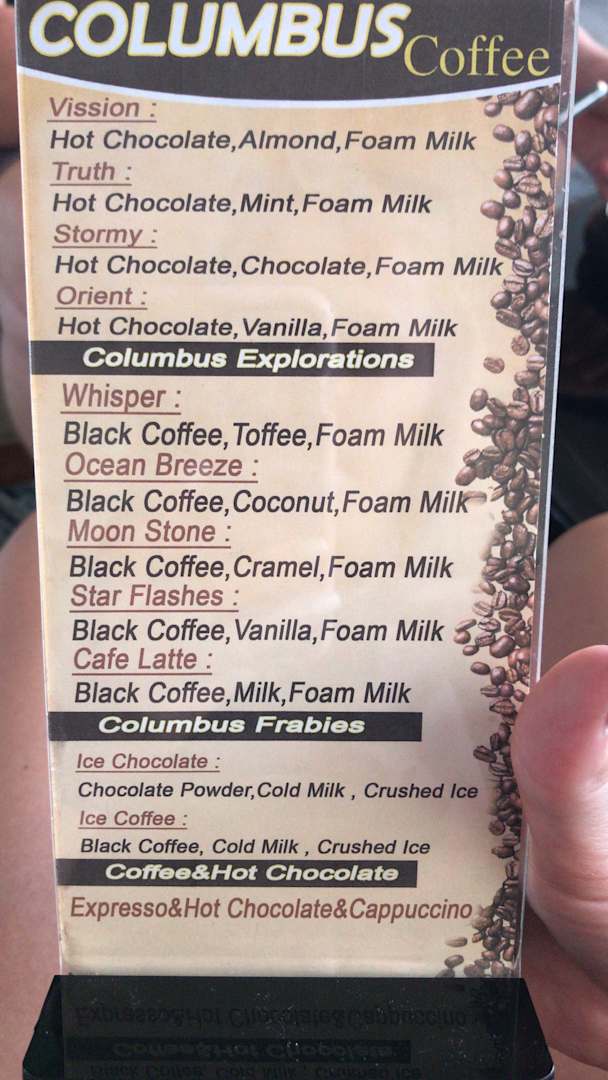 COLUMBUS Coffee
Vission :
Hot Chocolate,Almond,Foam Milk
Truth :
Hot Chocolate,Mint,Foam Milk
Stormy :
Hot Chocolate,Chocolate,Foam Milk
Orient :
Hot Chocolate,Vanilla,Foam Milk
Columbus Explorations
Whisper :
Black Coffee,Toffee,Foam Milk
Ocean Breeze :
Black Coffee,Coconut,Foam Milk
Moon Stone :
Black Coffee,Cramel,Foam Milk
Star Flashes :
Black Coffee,Vanilla,Foam Milk
Cafe Latte :
Black Coffee,Milk,Foam Milk
Columbus Frabies
Ice Chocolate :
Chocolate Powder,Cold Milk , Crushed Ice
Ice Coffee :
Black Coffee, Cold Milk , Crushed Ice
Coffee&Hot Chocolate
Expresso&Hot Chocolate&Cappuccino